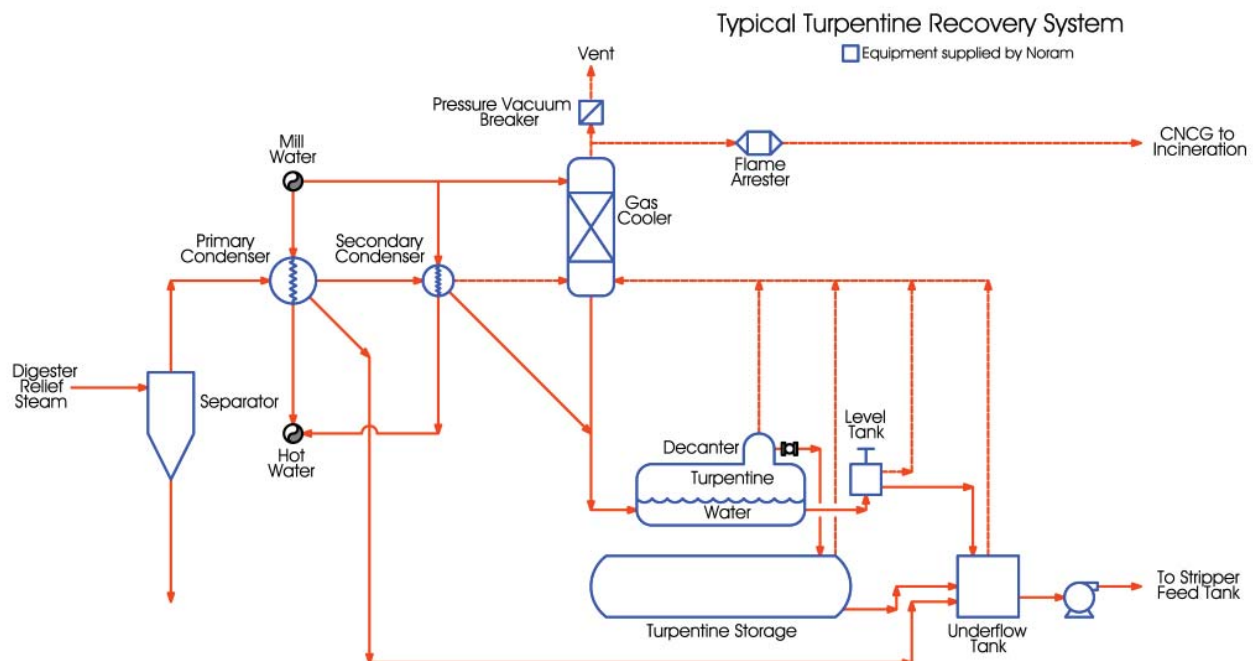 Typical Turpentine Recovery System
Equipment supplied by Noram
Vent
Pressure Vacuum
Breaker
Mill
Water
Flame
Arrester
CNCG to
Incineration
Gas
Cooler
Primary
Condenser
Secondary
Condenser
Digester
Relief
Steam
Separator
Hot
Water
Level
Tank
Decanter
Turpentine
Water
Turpentine Storage
Underflow
Tank
To Stripper
Feed Tank